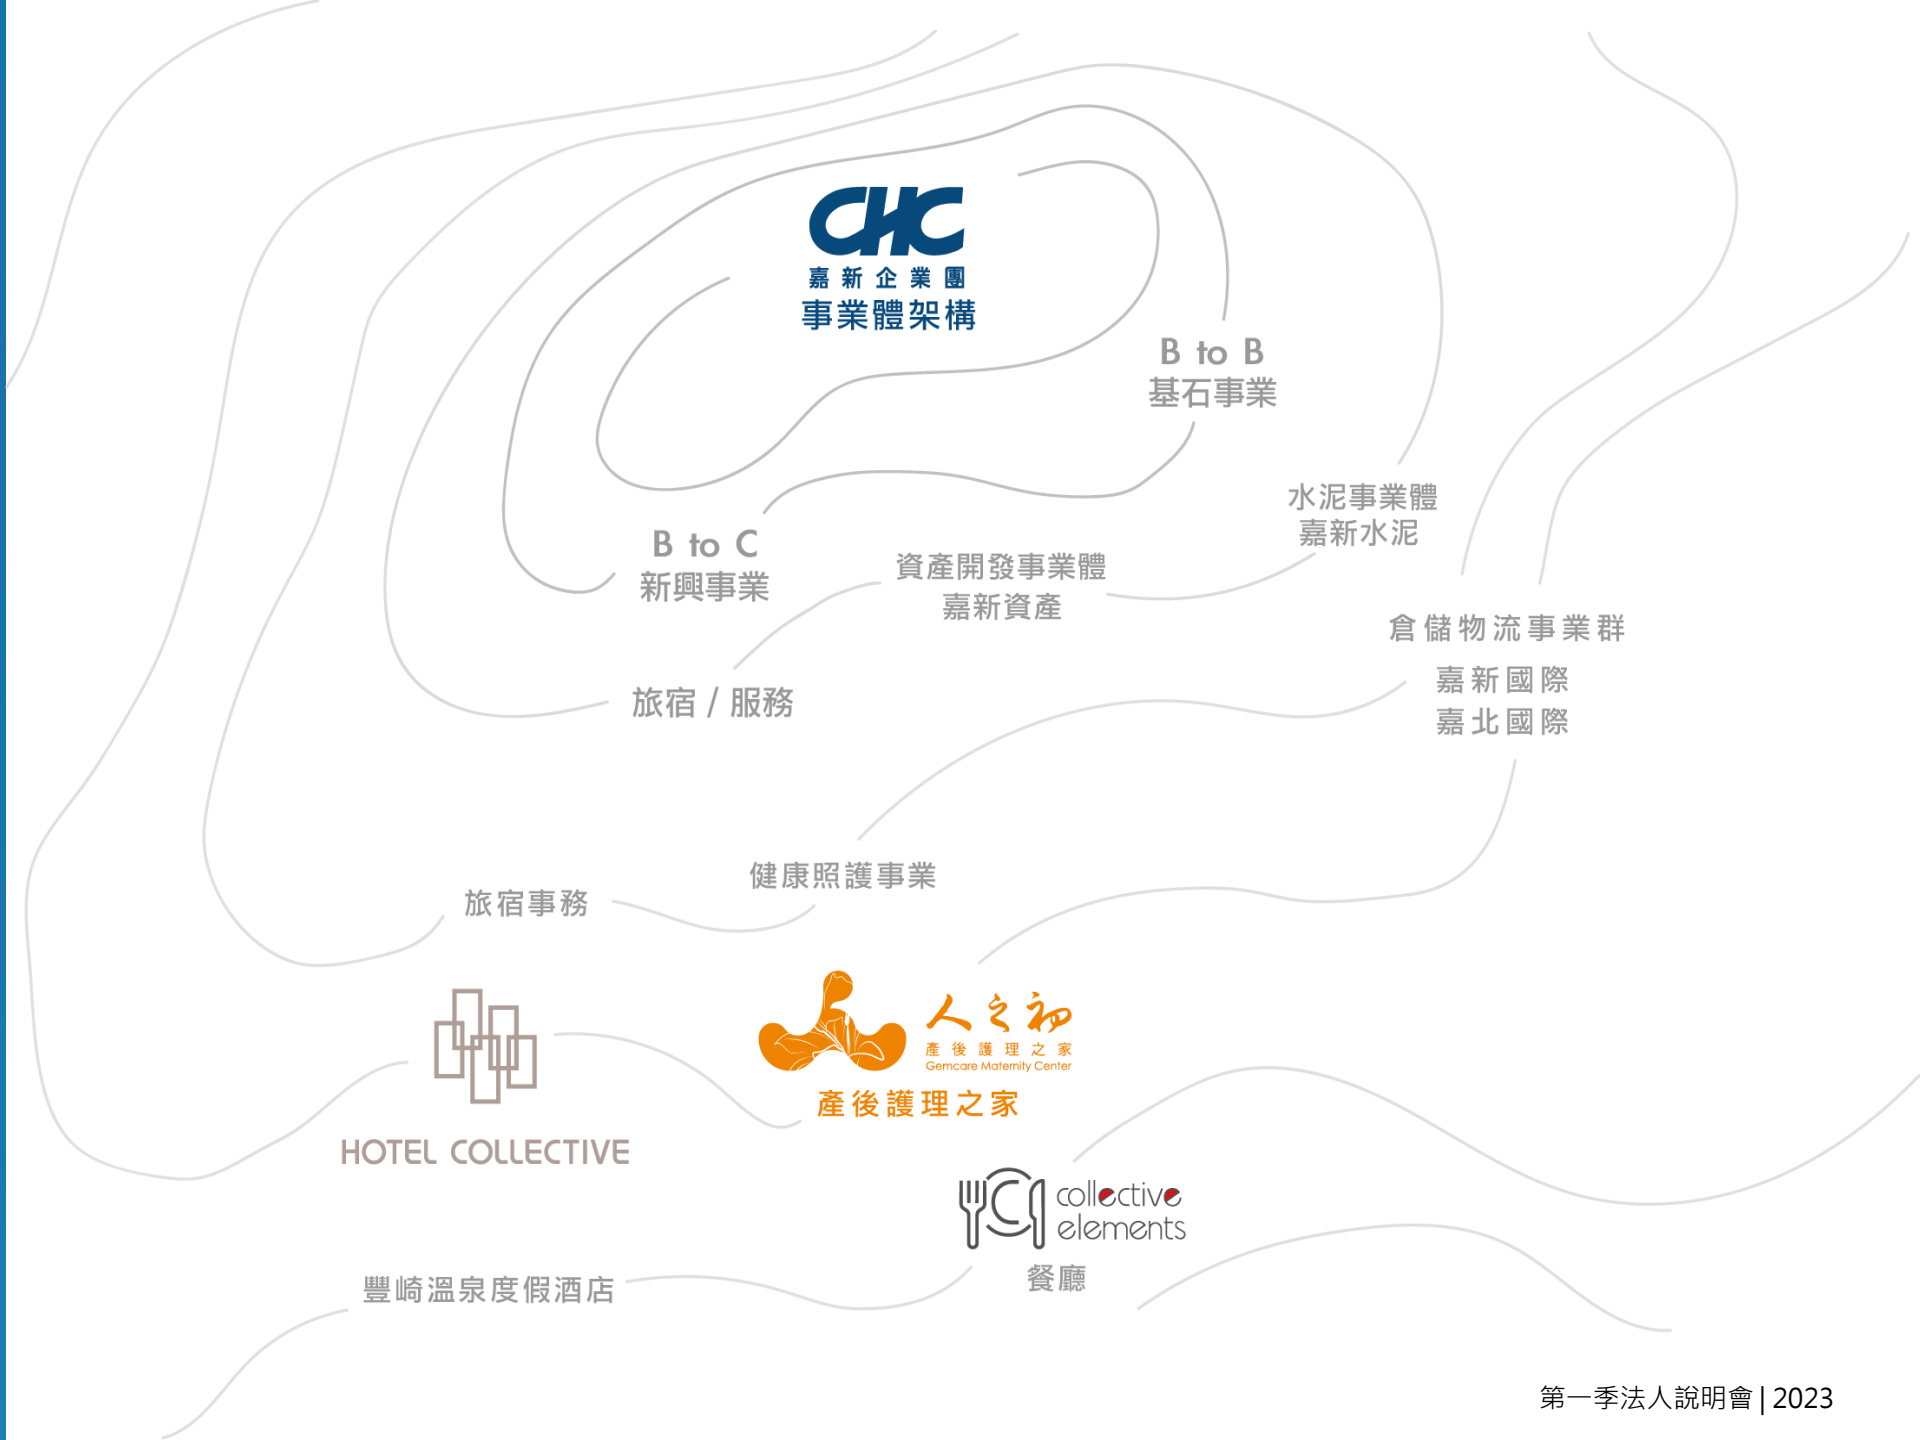 CHC
嘉新企業團
事業體架構
B to B
基石事業
水泥事業體
嘉新水泥
B to C
新興事業
資產開發事業體
嘉新資產
倉儲物流事業群
嘉新國際
嘉北國際
旅宿 / 服務
健康照護事業
旅宿事務
人之初
產後護理之家
Gemcare Maternity Center
產後護理之家
HOTEL COLLECTIVE
collective
elements
餐廳
豐崎溫泉度假酒店
第一季法人說明會 | 2023